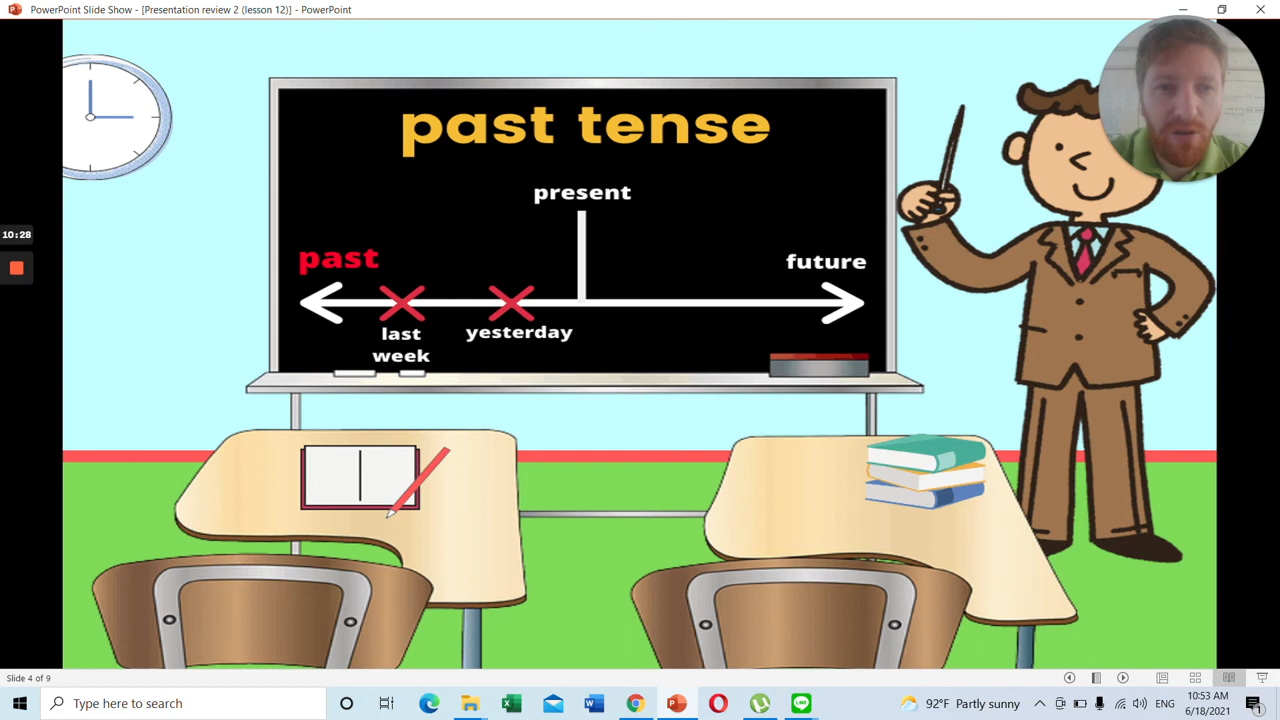 PowerPoint Slide Show - [Presentation review 2 (lesson 12)] - PowerPoint
past tense
present
past
future
last
week
yesterday
10:28
Slide 4 of 9
Type here to search
92°F Partly sunny
ENG
10:53 AM
6/18/2021
1